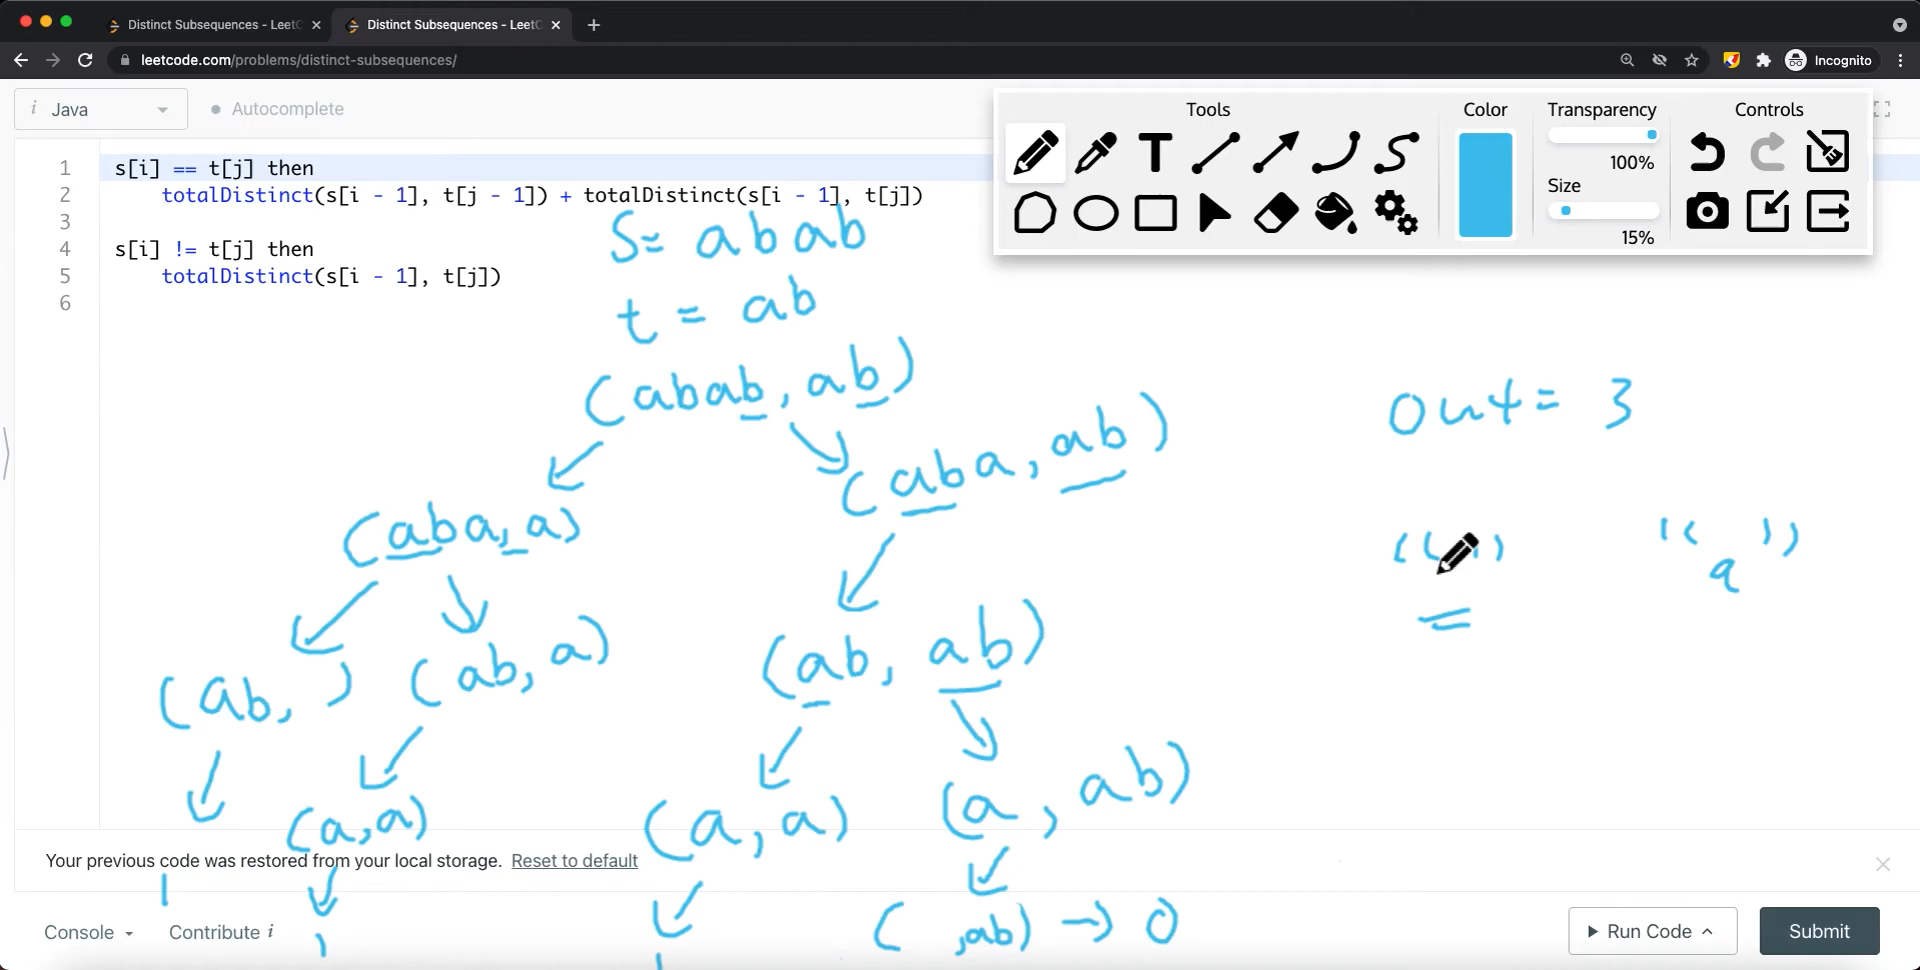 Distinct Subsequences - LeetC
Distinct Subsequences - LeetC
leetcode.com/problems/distinct-subsequences/
Incognito
i Java
Autocomplete
Tools
Color
Transparency
Controls
100%
Size
15%
1 s[i] == t[j] then
2 totalDistinct(s[i - 1], t[j - 1]) + totalDistinct(s[i - 1], t[j])
3
4 s[i] != t[j] then
5 totalDistinct(s[i - 1], t[j])
6
S= abab
t = ab
(abab, ab)
out= 3
(aba, ab)
(aba, a)
" "
" a "
(ab, )
(ab, a)
(ab, ab)
(a, a)
(a, a)
(a, ab)
Your previous code was restored from your local storage. Reset to default
1
( , ab) → 0
1
1
Console
Contribute i
Run Code
Submit